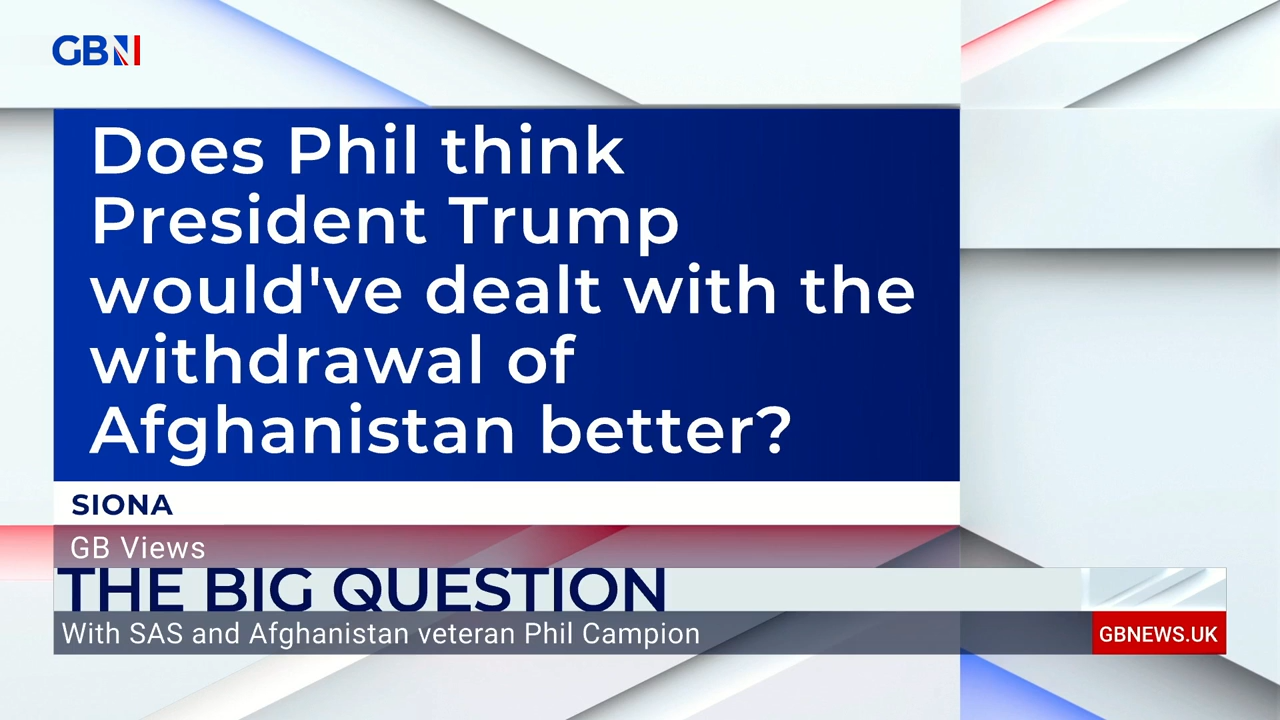 GBN
Does Phil think
President Trump
would've dealt with the
withdrawal of
Afghanistan better?
SIONA
GB Views
THE BIG QUESTION
With SAS and Afghanistan veteran Phil Campion
GBNEWS.UK